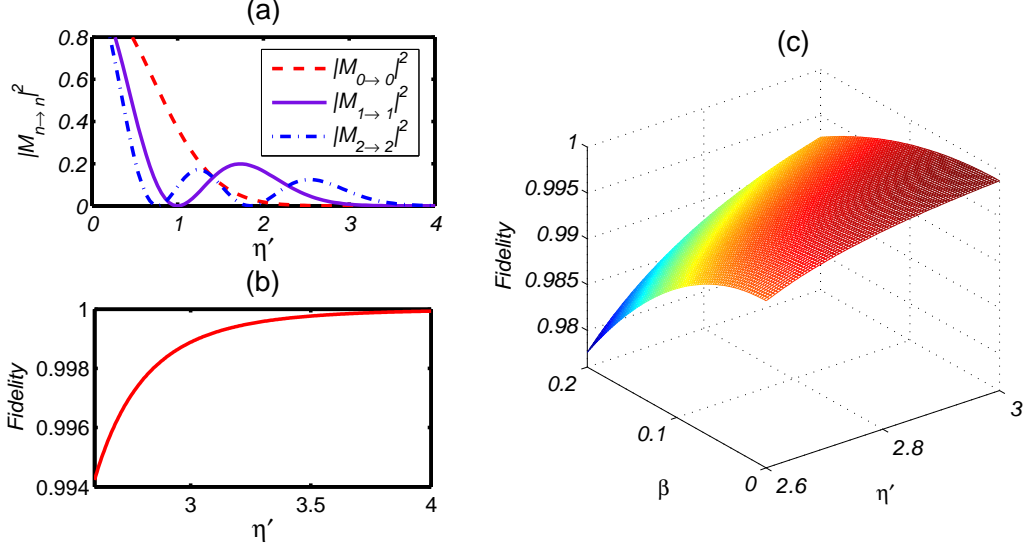 (a)
|M_{n→ n}|^2
0.8
0.6
0.4
0.2
0
0
1
2
3
4
η′
|M_{0→ 0}|^2
|M_{1→ 1}|^2
|M_{2→ 2}|^2
(b)
Fidelity
1
0.998
0.996
0.994
3
3.5
4
η′
(c)
Fidelity
1
0.995
0.99
0.985
0.98
0.2
0.1
0
β
2.6
2.8
3
η′